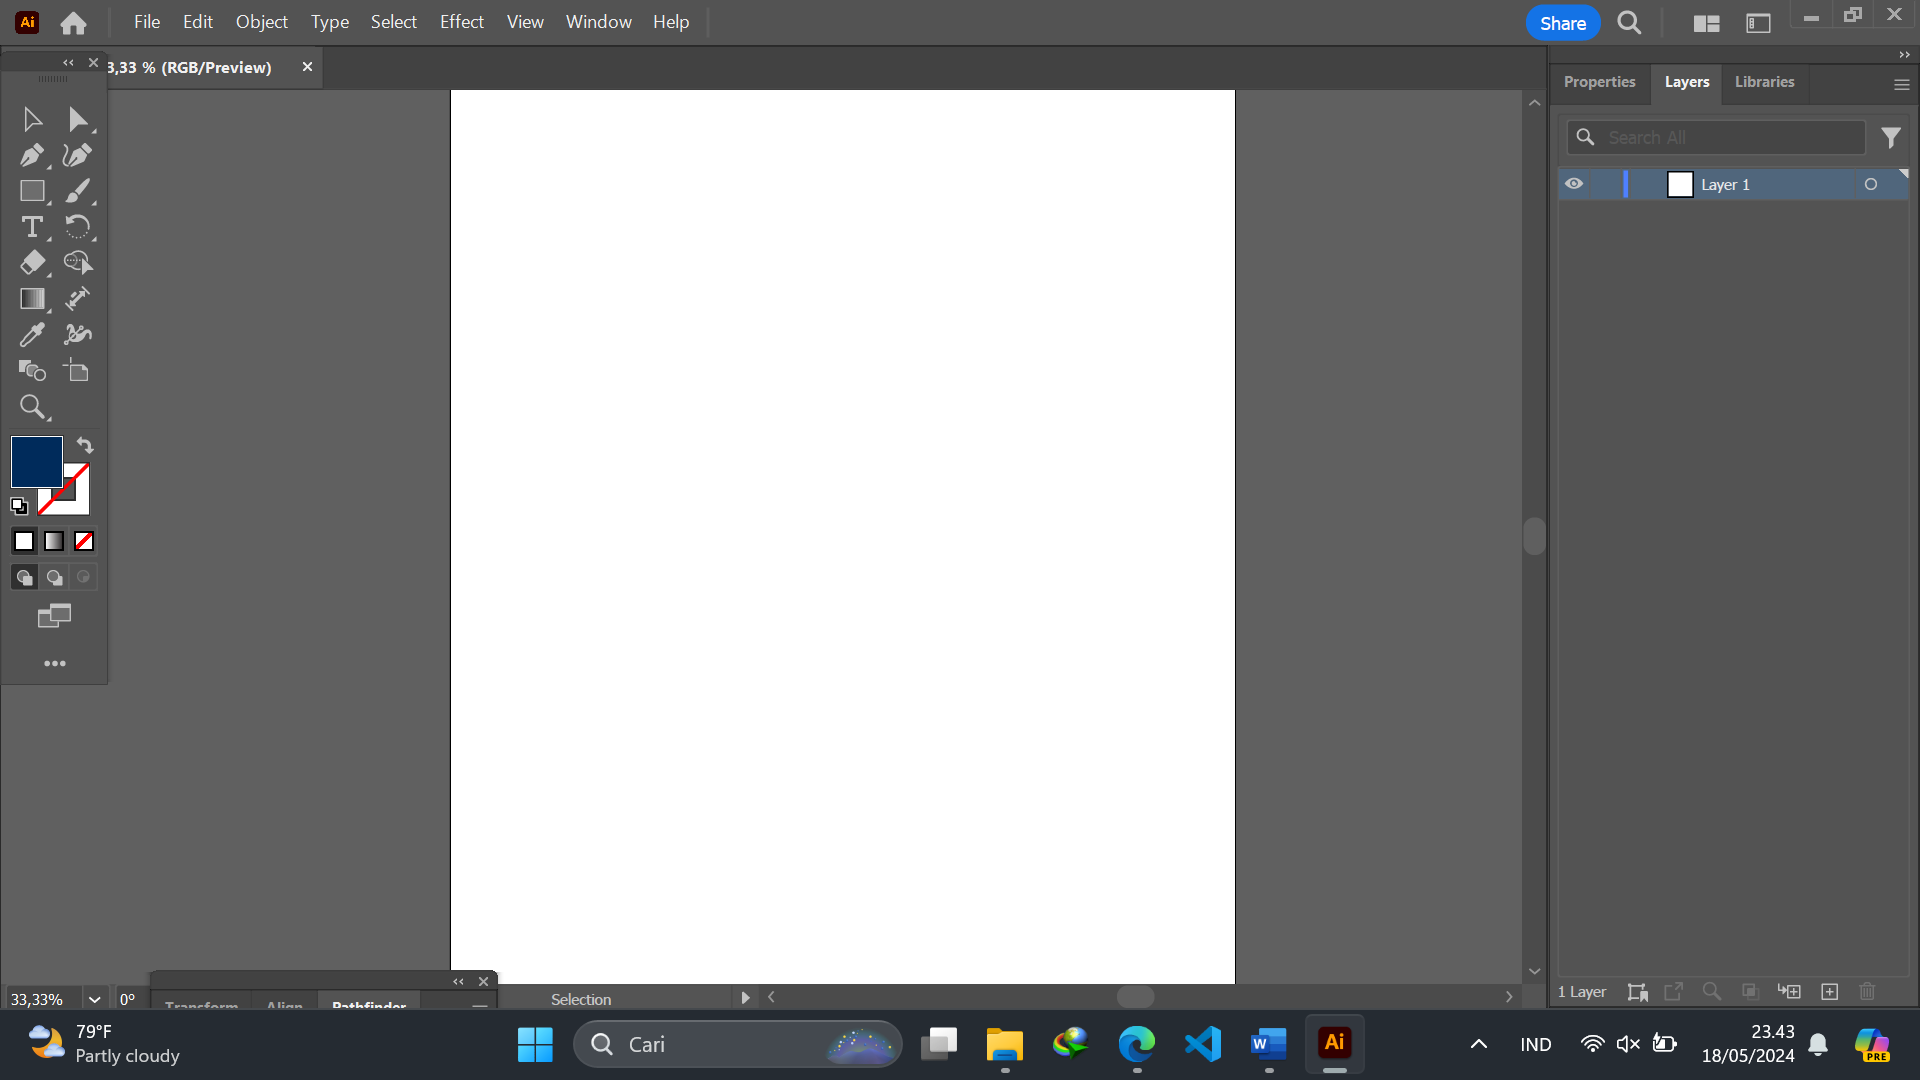 Ai
File Edit Object Type Select Effect View Window Help
Share
3,33 % (RGB/Preview)
Properties Layers Libraries
Search All
Layer 1
T
33,33%
0°
Transform Align Pathfinder
Selection
1 Layer
79°F
Partly cloudy
Cari
W
Ai
IND
23.43
18/05/2024
PRE